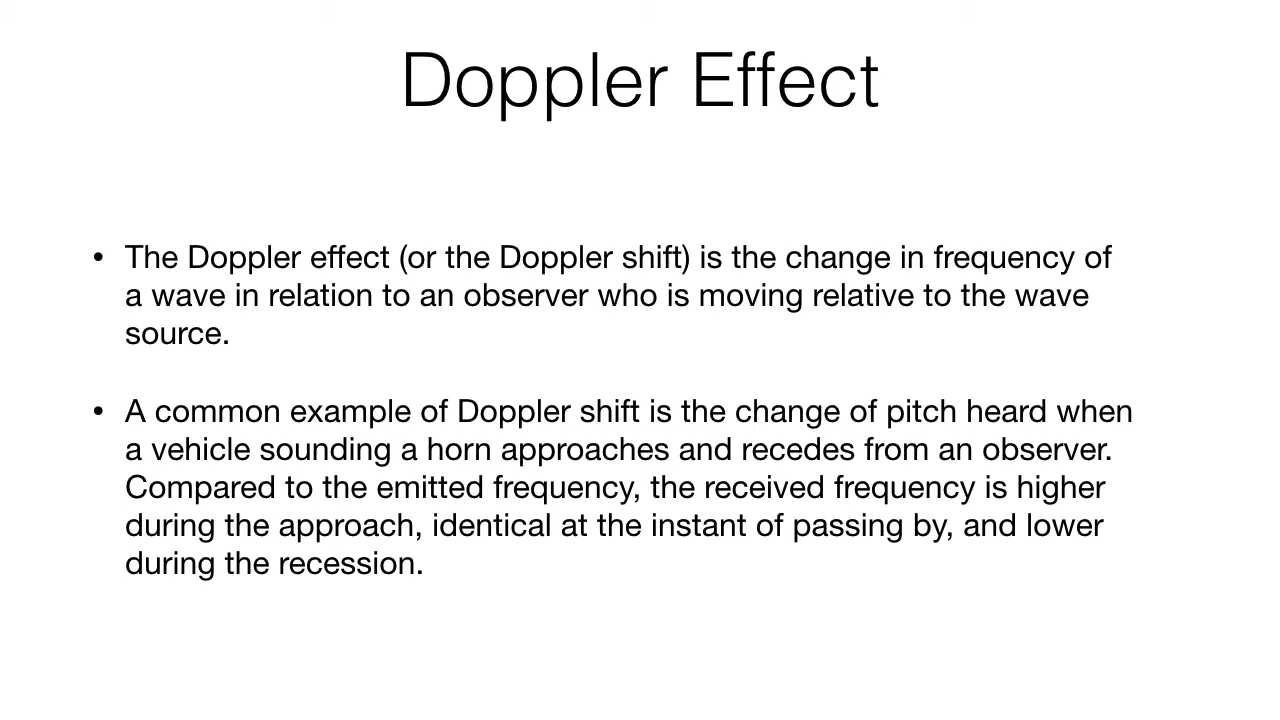 Doppler Effect
• The Doppler effect (or the Doppler shift) is the change in frequency of
a wave in relation to an observer who is moving relative to the wave
source.
• A common example of Doppler shift is the change of pitch heard when
a vehicle sounding a horn approaches and recedes from an observer.
Compared to the emitted frequency, the received frequency is higher
during the approach, identical at the instant of passing by, and lower
during the recession.